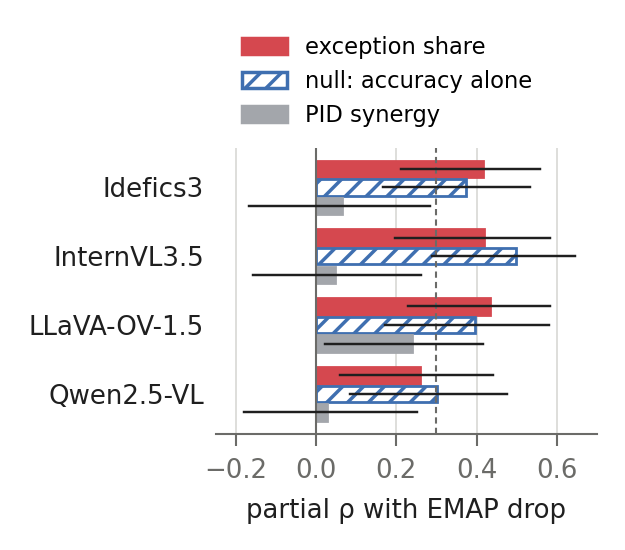 exception share
null: accuracy alone
PID synergy
Idefics3
InternVL3.5
LLaVA-OV-1.5
Qwen2.5-VL
−0.2 0.0 0.2 0.4 0.6
partial ρ with EMAP drop